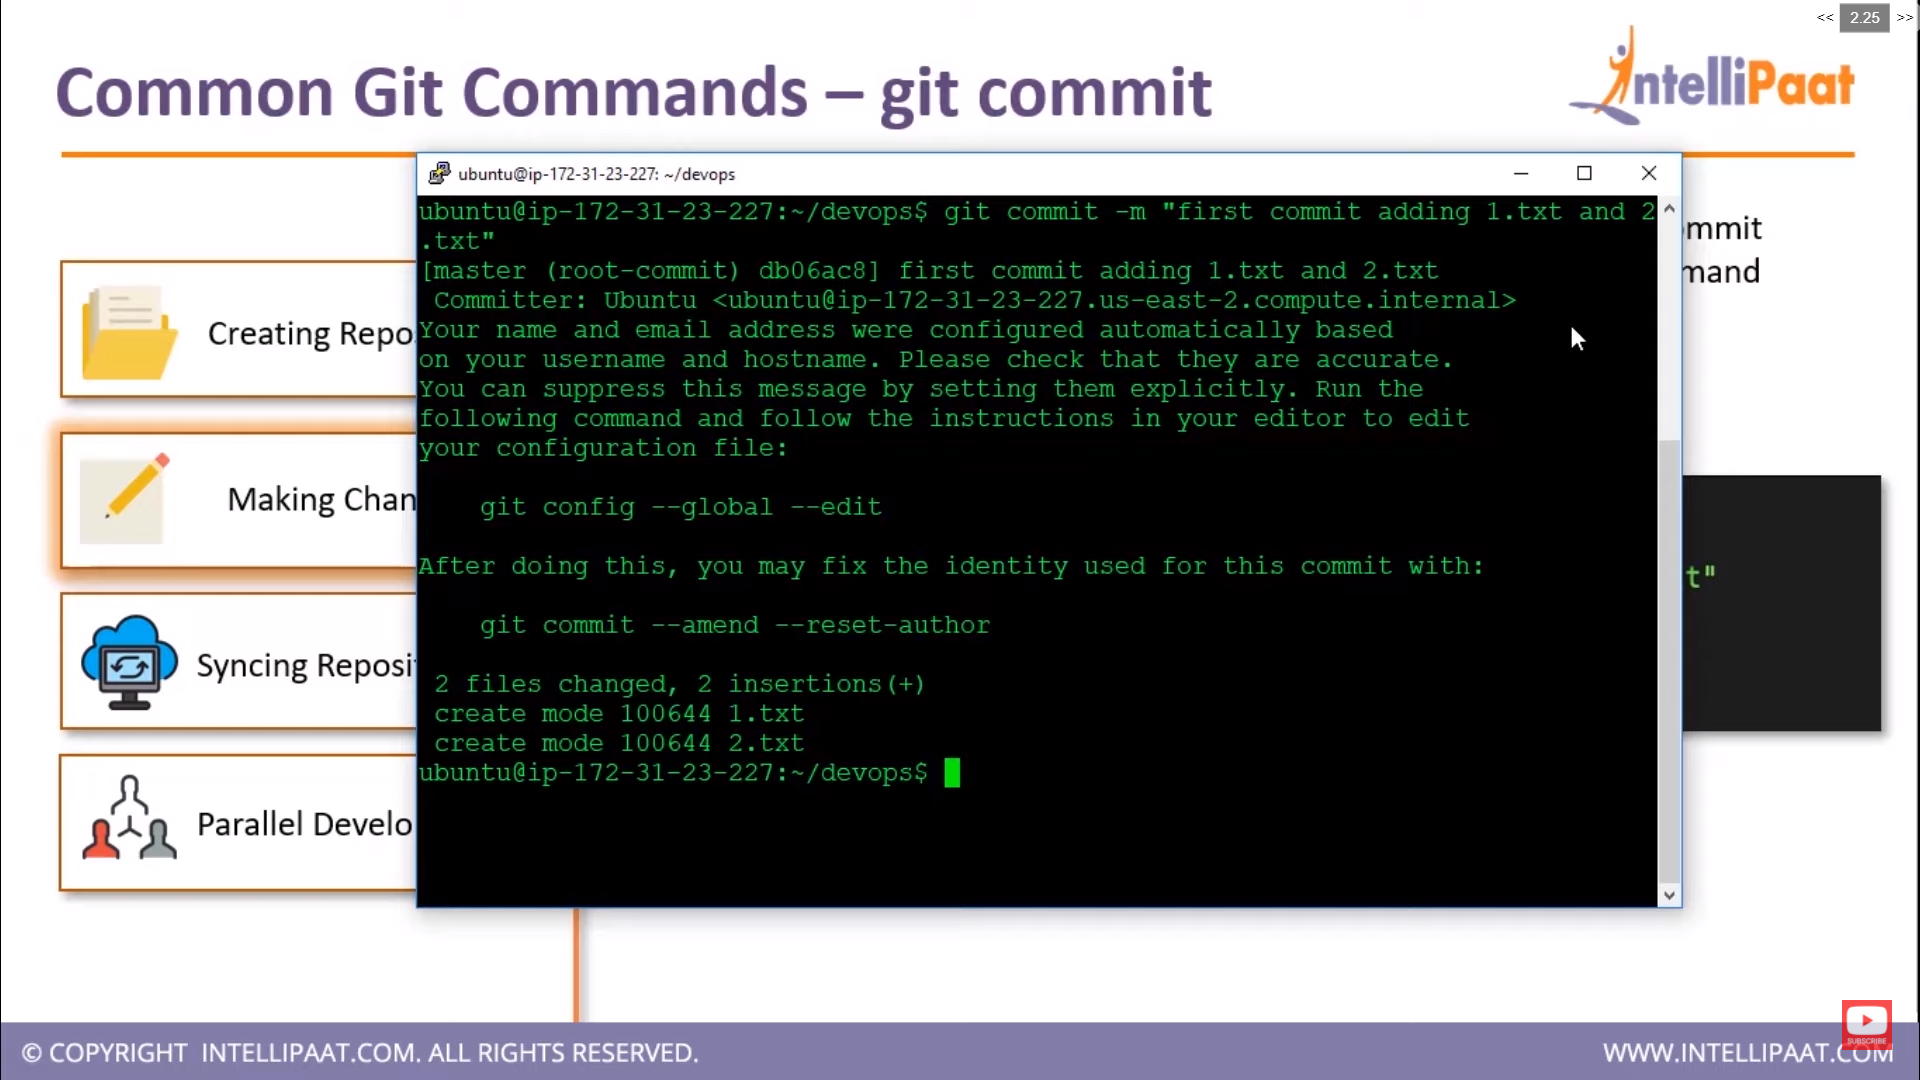 << 2.25 >>
Common Git Commands – git commit
IntelliPaat
ubuntu@ip-172-31-23-227: ~/devops
ubuntu@ip-172-31-23-227:~/devops$ git commit -m "first commit adding 1.txt and 2
.txt"
[master (root-commit) db06ac8] first commit adding 1.txt and 2.txt
Committer: Ubuntu <ubuntu@ip-172-31-23-227.us-east-2.compute.internal>
Your name and email address were configured automatically based
on your username and hostname. Please check that they are accurate.
You can suppress this message by setting them explicitly. Run the
following command and follow the instructions in your editor to edit
your configuration file:
git config --global --edit
After doing this, you may fix the identity used for this commit with:
git commit --amend --reset-author
2 files changed, 2 insertions(+)
create mode 100644 1.txt
create mode 100644 2.txt
ubuntu@ip-172-31-23-227:~/devops$
Creating Repo
Making Chan
Syncing Reposi
Parallel Develo
mmit
mand
t"
SUBSCRIBE
© COPYRIGHT INTELLIPAAT.COM. ALL RIGHTS RESERVED.
WWW.INTELLIPAAT.COM